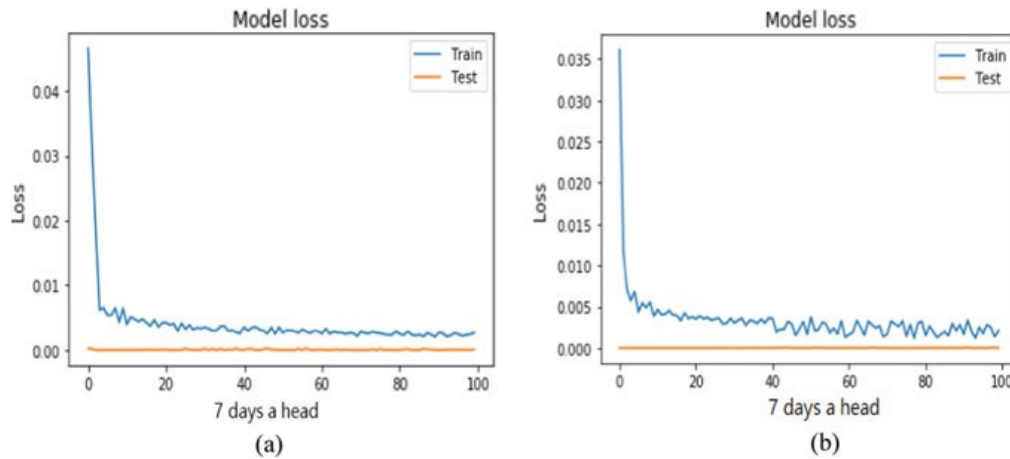 Model loss
Train
Test
0.04
0.03
0.02
0.01
0.00
Loss
0 20 40 60 80 100
7 days a head
(a)
Model loss
Train
Test
0.035
0.030
0.025
0.020
0.015
0.010
0.005
0.000
Loss
0 20 40 60 80 100
7 days a head
(b)